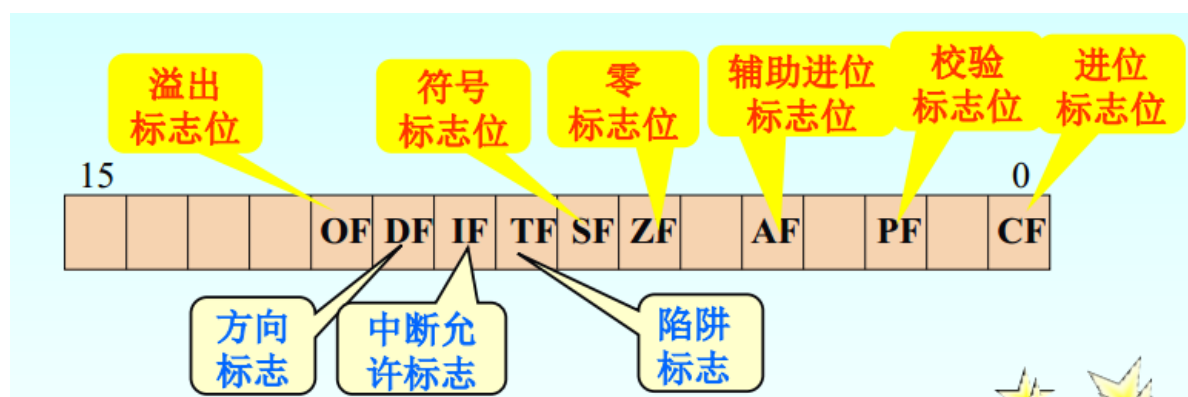 溢出
标志位
符号
标志位
零
标志位
辅助进位
标志位
校验
标志位
进位
标志位
15 0
OF DF IF TF SF ZF AF PF CF
方向
标志
中断允
许标志
陷阱
标志